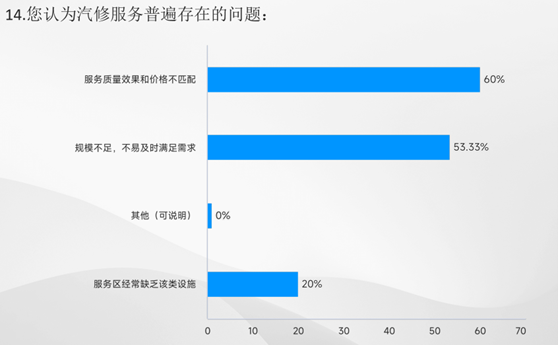 14.您认为汽修服务普遍存在的问题：
服务质量效果和价格不匹配
60%
规模不足，不易及时满足需求
53.33%
其他（可说明）
0%
服务区经常缺乏该类设施
20%
0 10 20 30 40 50 60 70